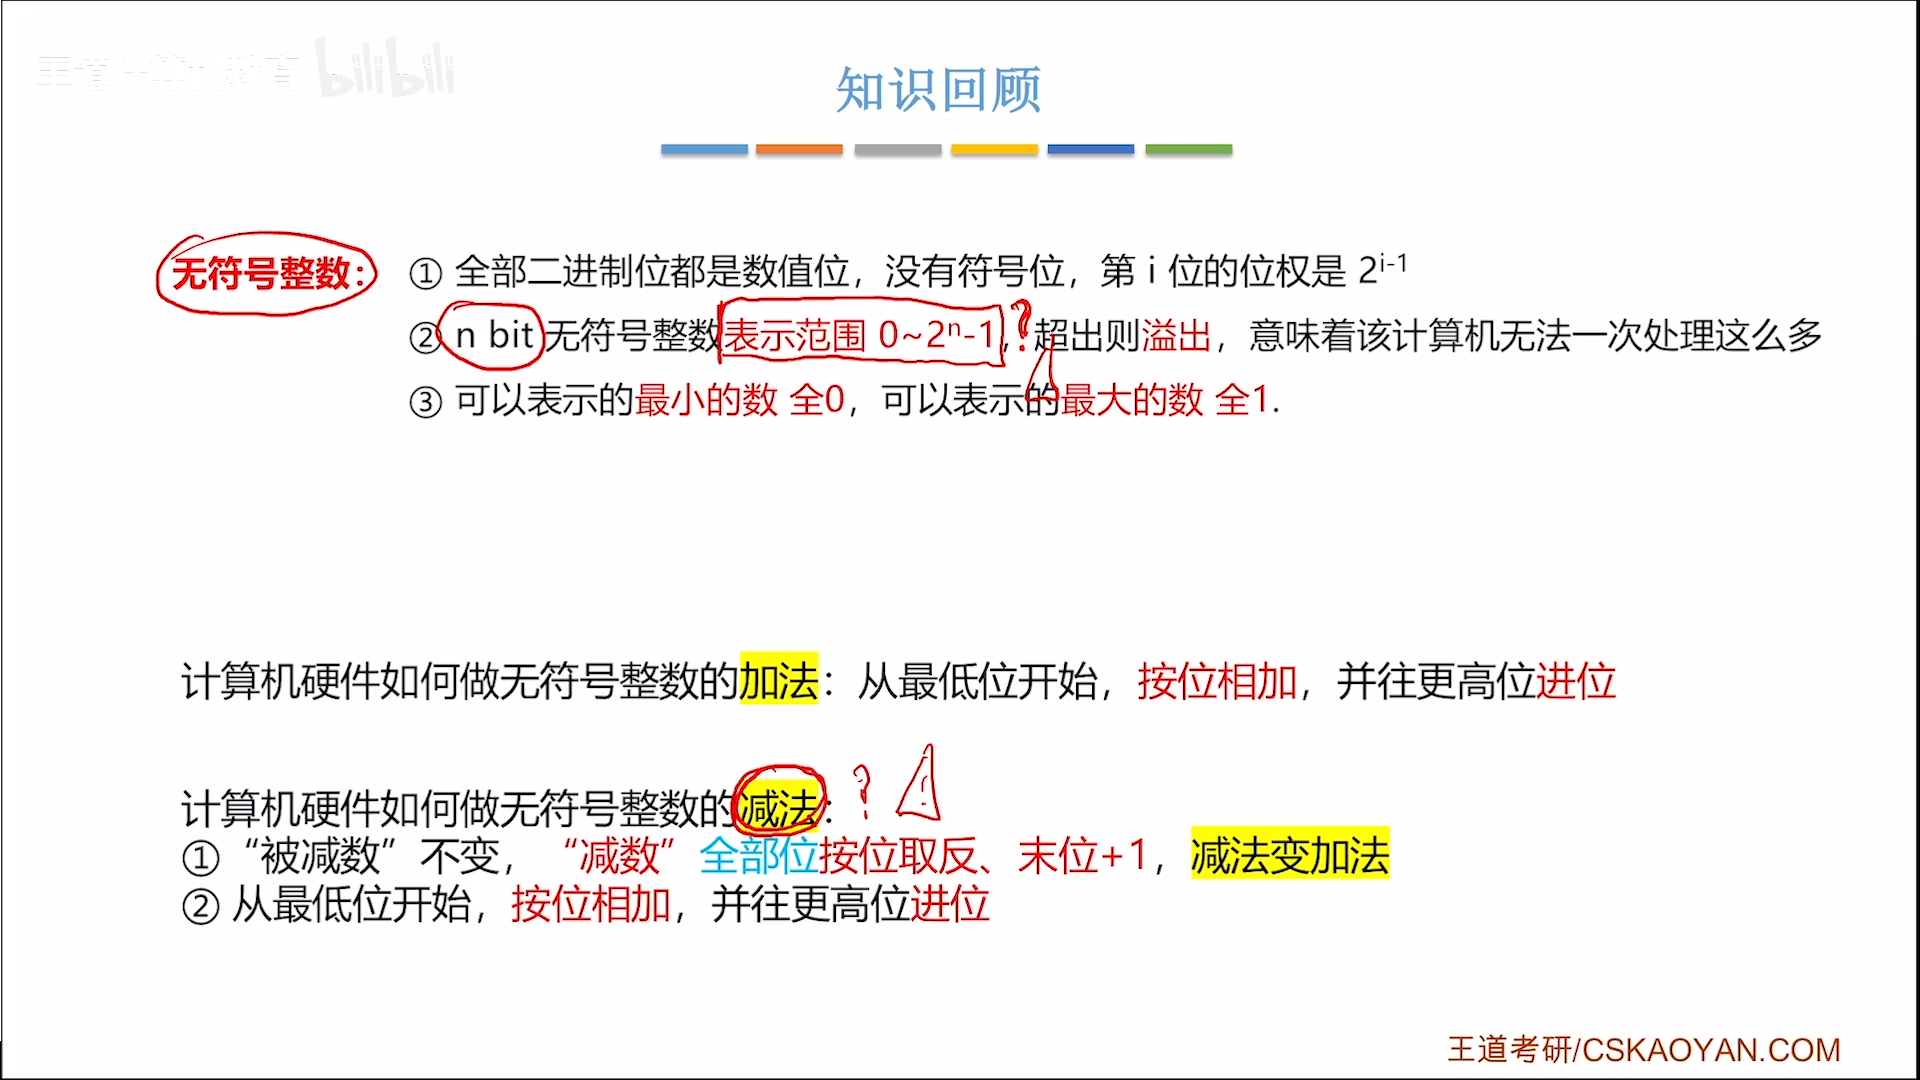 王道计算机教育 bilibili
知识回顾
无符号整数：
① 全部二进制位都是数值位，没有符号位，第 i 位的位权是 2ⁱ⁻¹
② n bit 无符号整数表示范围 0~2ⁿ-1，超出则溢出，意味着该计算机无法一次处理这么多
③ 可以表示的最小的数 全0，可以表示的最大的数 全1.
计算机硬件如何做无符号整数的加法：从最低位开始，按位相加，并往更高位进位
计算机硬件如何做无符号整数的减法：
① “被减数”不变，“减数”全部位按位取反、末位+1，减法变加法
② 从最低位开始，按位相加，并往更高位进位
王道考研/CSKAOYAN.COM